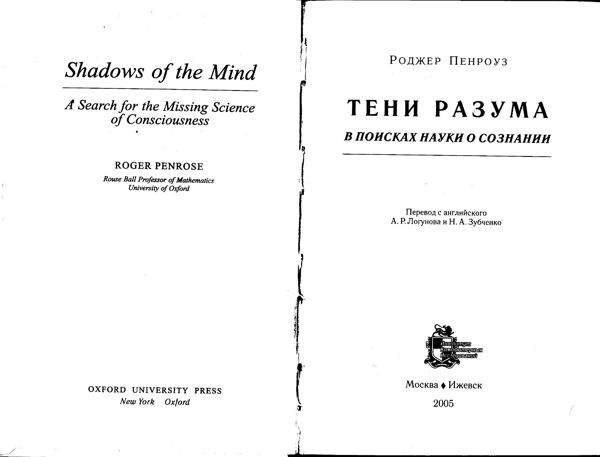 Shadows of the Mind
A Search for the Missing Science
of Consciousness
ROGER PENROSE
Rouse Ball Professor of Mathematics
University of Oxford
OXFORD UNIVERSITY PRESS
New York Oxford
Роджер Пенроуз
ТЕНИ РАЗУМА
В ПОИСКАХ НАУКИ О СОЗНАНИИ
Перевод с английского
А. Р. Логунова и Н. А. Зубченко
Москва ♦ Ижевск
2005